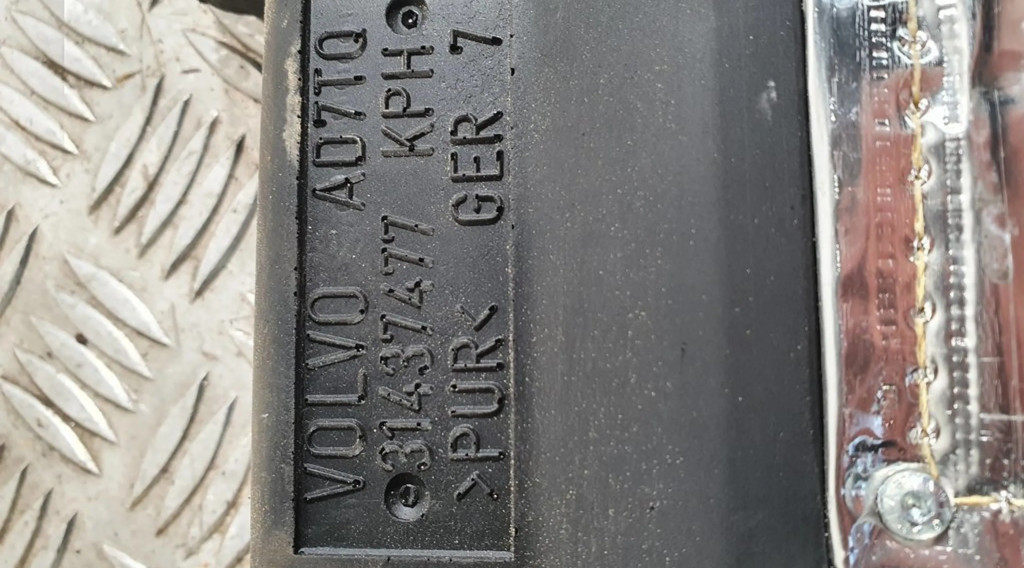 VOLVO AD7TQ
31437477 KPH
>PUR< GER 7